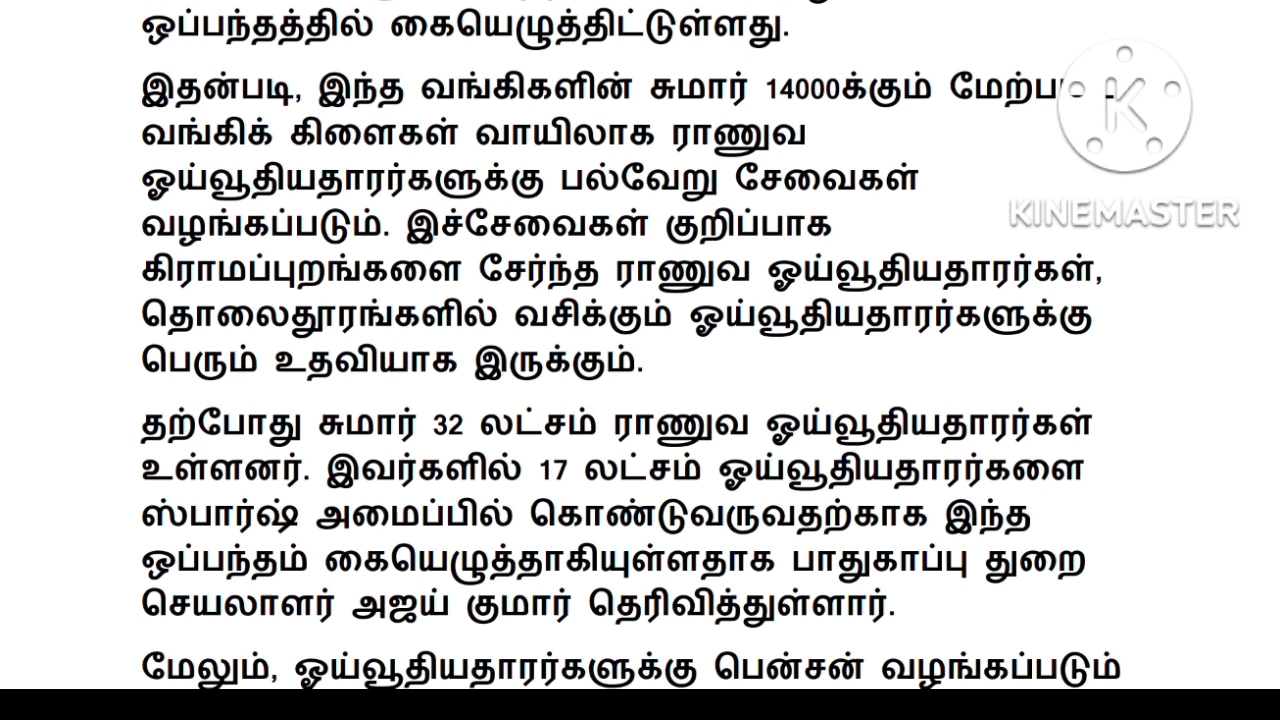 ஒப்பந்தத்தில் கையெழுத்திட்டுள்ளது.
இதன்படி, இந்த வங்கிகளின் சுமார் 14000க்கும்
வங்கிக் கிளைகள் வாயிலாக ராணுவ
ஓய்வூதியதாரர்களுக்கு பல்வேறு சேவைகள்
வழங்கப்படும். இச்சேவைகள் குறிப்பாக
கிராமப்புறங்களை சேர்ந்த ராணுவ ஓய்வூதியதாரர்கள்,
தொலைதூரங்களில் வசிக்கும் ஓய்வூதியதாரர்களுக்கு
பெரும் உதவியாக இருக்கும்.
தற்போது சுமார் 32 லட்சம் ராணுவ ஓய்வூதியதாரர்கள்
உள்ளனர். இவர்களில் 17 லட்சம் ஓய்வூதியதாரர்களை
ஸ்பார்ஷ் அமைப்பில் கொண்டுவருவதற்காக இந்த
ஒப்பந்தம் கையெழுத்தாகியுள்ளதாக பாதுகாப்பு துறை
செயலாளர் அஜய் குமார் தெரிவித்துள்ளார்.
மேலும், ஓய்வூதியதாரர்களுக்கு பென்சன் வழங்கப்படும்
K
KINEMASTER